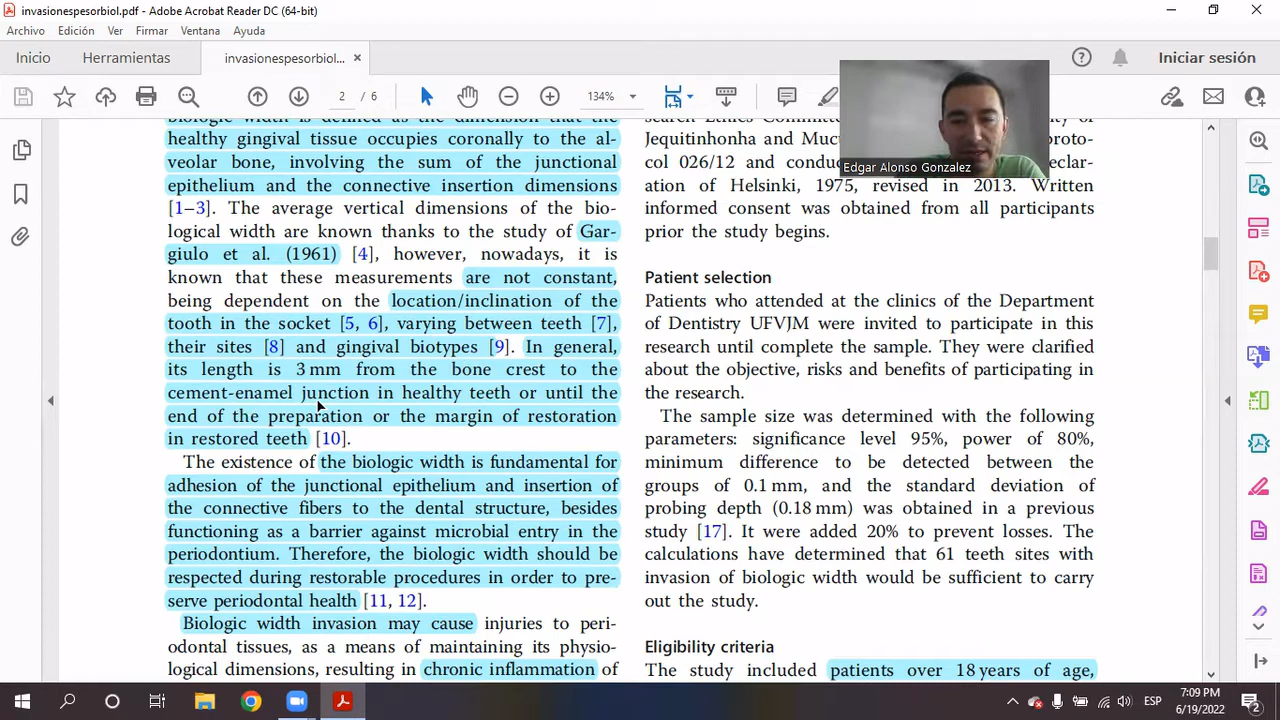 invasionespesorbiol.pdf - Adobe Acrobat Reader DC (64-bit)
Archivo Edición Ver Firmar Ventana Ayuda
Inicio Herramientas invasionespesorbiol... × Iniciar sesión
2 / 6 134%
Edgar Alonso Gonzalez
Biologic width is defined as the dimension that the
healthy gingival tissue occupies coronally to the al-
veolar bone, involving the sum of the junctional
epithelium and the connective insertion dimensions
[1–3]. The average vertical dimensions of the bio-
logical width are known thanks to the study of Gar-
giulo et al. (1961) [4], however, nowadays, it is
known that these measurements are not constant,
being dependent on the location/inclination of the
tooth in the socket [5, 6], varying between teeth [7],
their sites [8] and gingival biotypes [9]. In general,
its length is 3 mm from the bone crest to the
cement-enamel junction in healthy teeth or until the
end of the preparation or the margin of restoration
in restored teeth [10].
The existence of the biologic width is fundamental for
adhesion of the junctional epithelium and insertion of
the connective fibers to the dental structure, besides
functioning as a barrier against microbial entry in the
periodontium. Therefore, the biologic width should be
respected during restorable procedures in order to pre-
serve periodontal health [11, 12].
Biologic width invasion may cause injuries to peri-
odontal tissues, as a means of maintaining its physio-
logical dimensions, resulting in chronic inflammation of
search Ethics of
Jequitinhonha and proto-
col 026/12 and
ation of Helsinki, 1975, revised in 2013. Written
informed consent was obtained from all participants
prior the study begins.
Patient selection
Patients who attended at the clinics of the Department
of Dentistry UFVJM were invited to participate in this
research until complete the sample. They were clarified
about the objective, risks and benefits of participating in
the research.
The sample size was determined with the following
parameters: significance level 95%, power of 80%,
minimum difference to be detected between the
groups of 0.1 mm, and the standard deviation of
probing depth (0.18 mm) was obtained in a previous
study [17]. It were added 20% to prevent losses. The
calculations have determined that 61 teeth sites with
invasion of biologic width would be sufficient to carry
out the study.
Eligibility criteria
The study included patients over 18 years of age,
ESP
7:09 PM
6/19/2022
2